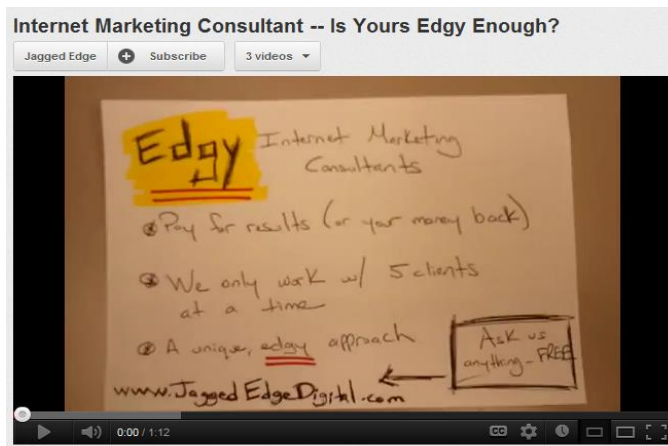 Internet Marketing Consultant -- Is Yours Edgy Enough?
Jagged Edge
Subscribe
3 videos
Edgy Internet Marketing
Consultants
Pay for results (or your money back)
We only work w/ 5 clients
at a time
A unique, edgy approach
Ask us
anything - FREE
www.JaggedEdgeDigital.com
0:00 / 1:12
CC